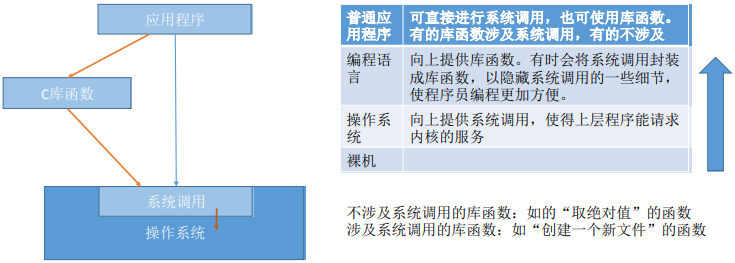 应用程序
C库函数
系统调用
操作系统
普通应用程序
可直接进行系统调用，也可使用库函数。
有的库函数涉及系统调用，有的不涉及
编程语言
向上提供库函数。有时会将系统调用封装
成库函数，以隐藏系统调用的一些细节，
使程序员编程更加方便。
操作系统
向上提供系统调用，使得上层程序能请求
内核的服务
裸机
不涉及系统调用的库函数：如的“取绝对值”的函数
涉及系统调用的库函数：如“创建一个新文件”的函数